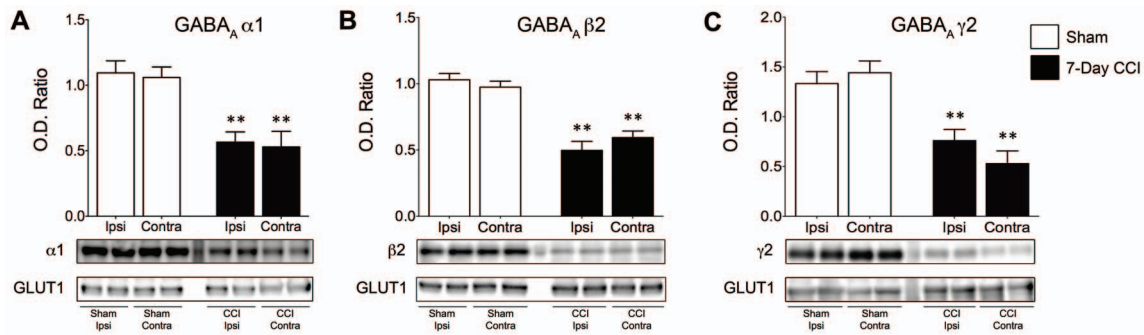 A
GABAA α1
O.D. Ratio
1.5
1.0
0.5
0.0
** **
Ipsi Contra Ipsi Contra
α1
GLUT1
Sham Ipsi
Sham Contra
CCI Ipsi
CCI Contra
B
GABAA β2
O.D. Ratio
1.5
1.0
0.5
0.0
** **
Ipsi Contra Ipsi Contra
β2
GLUT1
Sham Ipsi
Sham Contra
CCI Ipsi
CCI Contra
C
GABAA γ2
O.D. Ratio
2.0
1.5
1.0
0.5
0.0
** **
Ipsi Contra Ipsi Contra
γ2
GLUT1
Sham Ipsi
Sham Contra
CCI Ipsi
CCI Contra
Sham
7-Day CCI